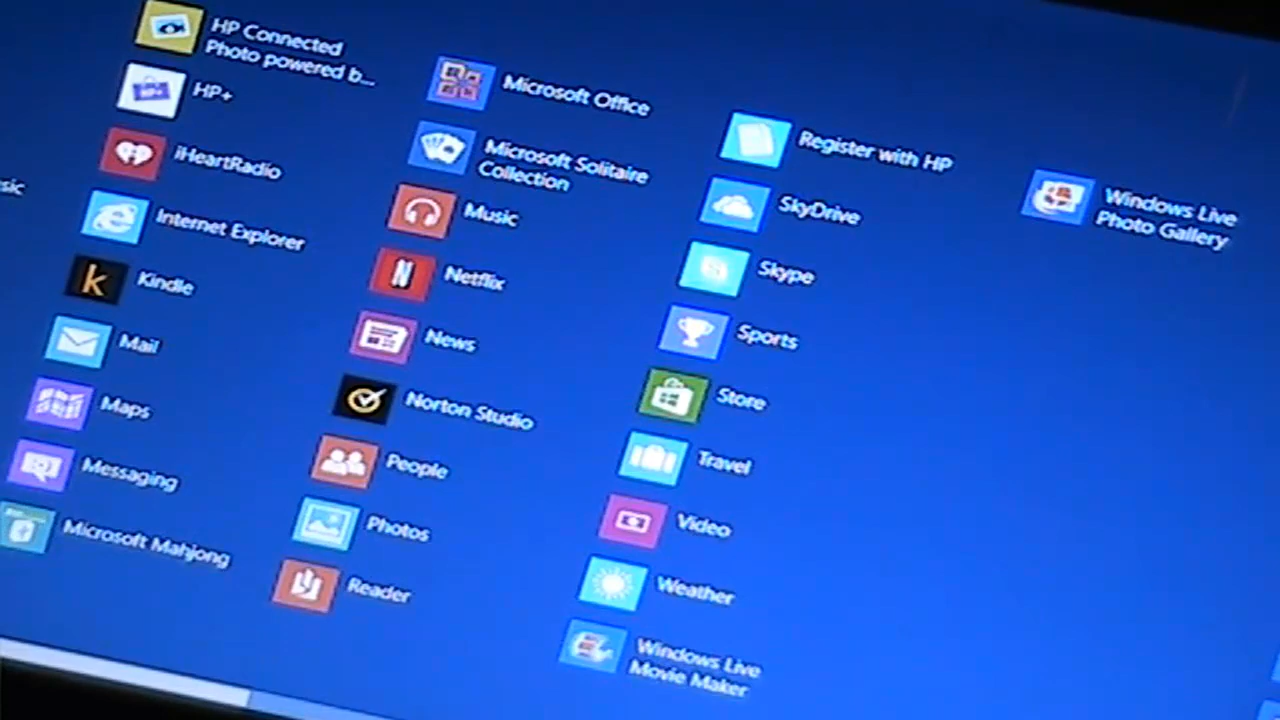 sic
HP Connected
Photo powered b...
HP+
iHeartRadio
Internet Explorer
Kindle
Mail
Maps
Messaging
Microsoft Mahjong
Microsoft Office
Microsoft Solitaire
Collection
Music
Netflix
News
Norton Studio
People
Photos
Reader
Register with HP
SkyDrive
Skype
Sports
Store
Travel
Video
Weather
Windows Live
Movie Maker
Windows Live
Photo Gallery